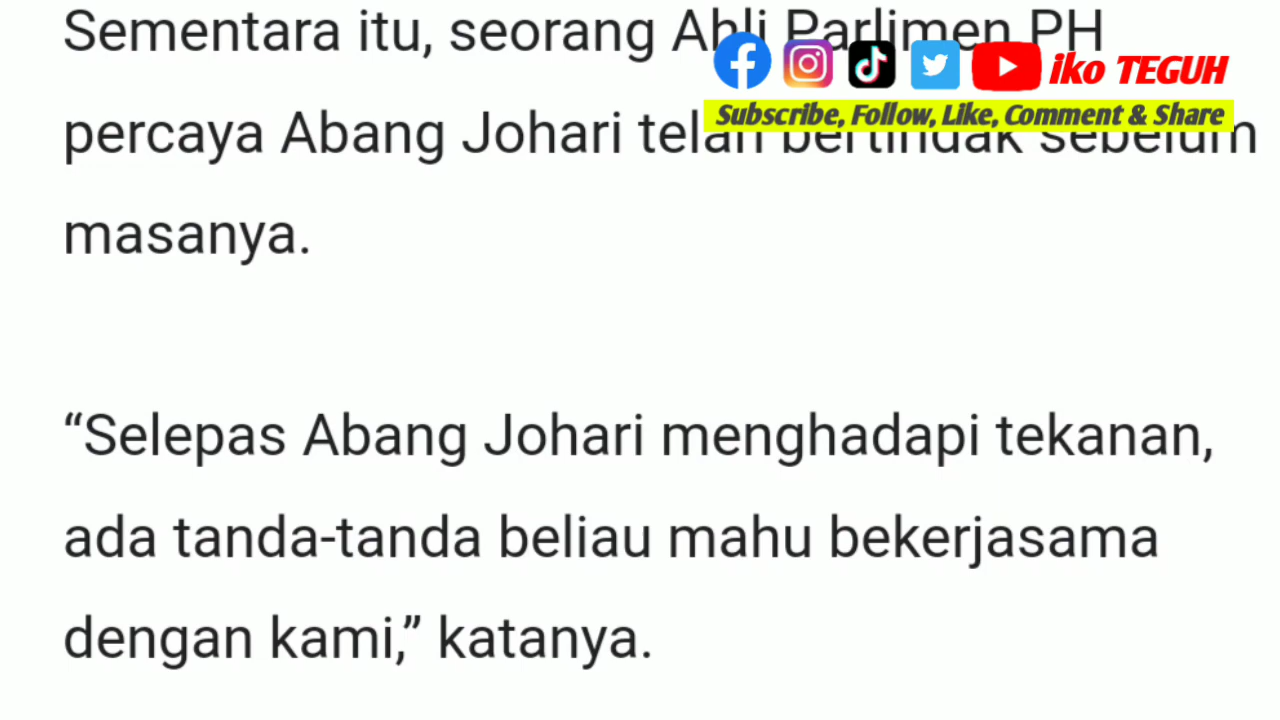 Sementara itu, seorang Ahli Parlimen PH
iko TEGUH
Subscribe, Follow, Like, Comment & Share
percaya Abang Johari telah bertindak sebelum
masanya.
“Selepas Abang Johari menghadapi tekanan,
ada tanda-tanda beliau mahu bekerjasama
dengan kami,” katanya.